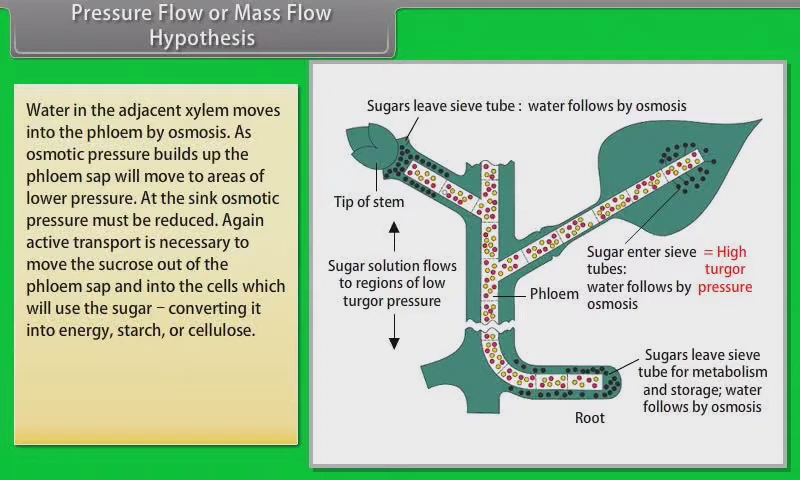 Pressure Flow or Mass Flow
Hypothesis
Water in the adjacent xylem moves
into the phloem by osmosis. As
osmotic pressure builds up the
phloem sap will move to areas of
lower pressure. At the sink osmotic
pressure must be reduced. Again
active transport is necessary to
move the sucrose out of the
phloem sap and into the cells which
will use the sugar – converting it
into energy, starch, or cellulose.
Sugars leave sieve tube : water follows by osmosis
Tip of stem
Sugar solution flows
to regions of low
turgor pressure
Phloem
Sugar enter sieve
tubes:
water follows by
osmosis
= High
turgor
pressure
Sugars leave sieve
tube for metabolism
and storage; water
follows by osmosis
Root